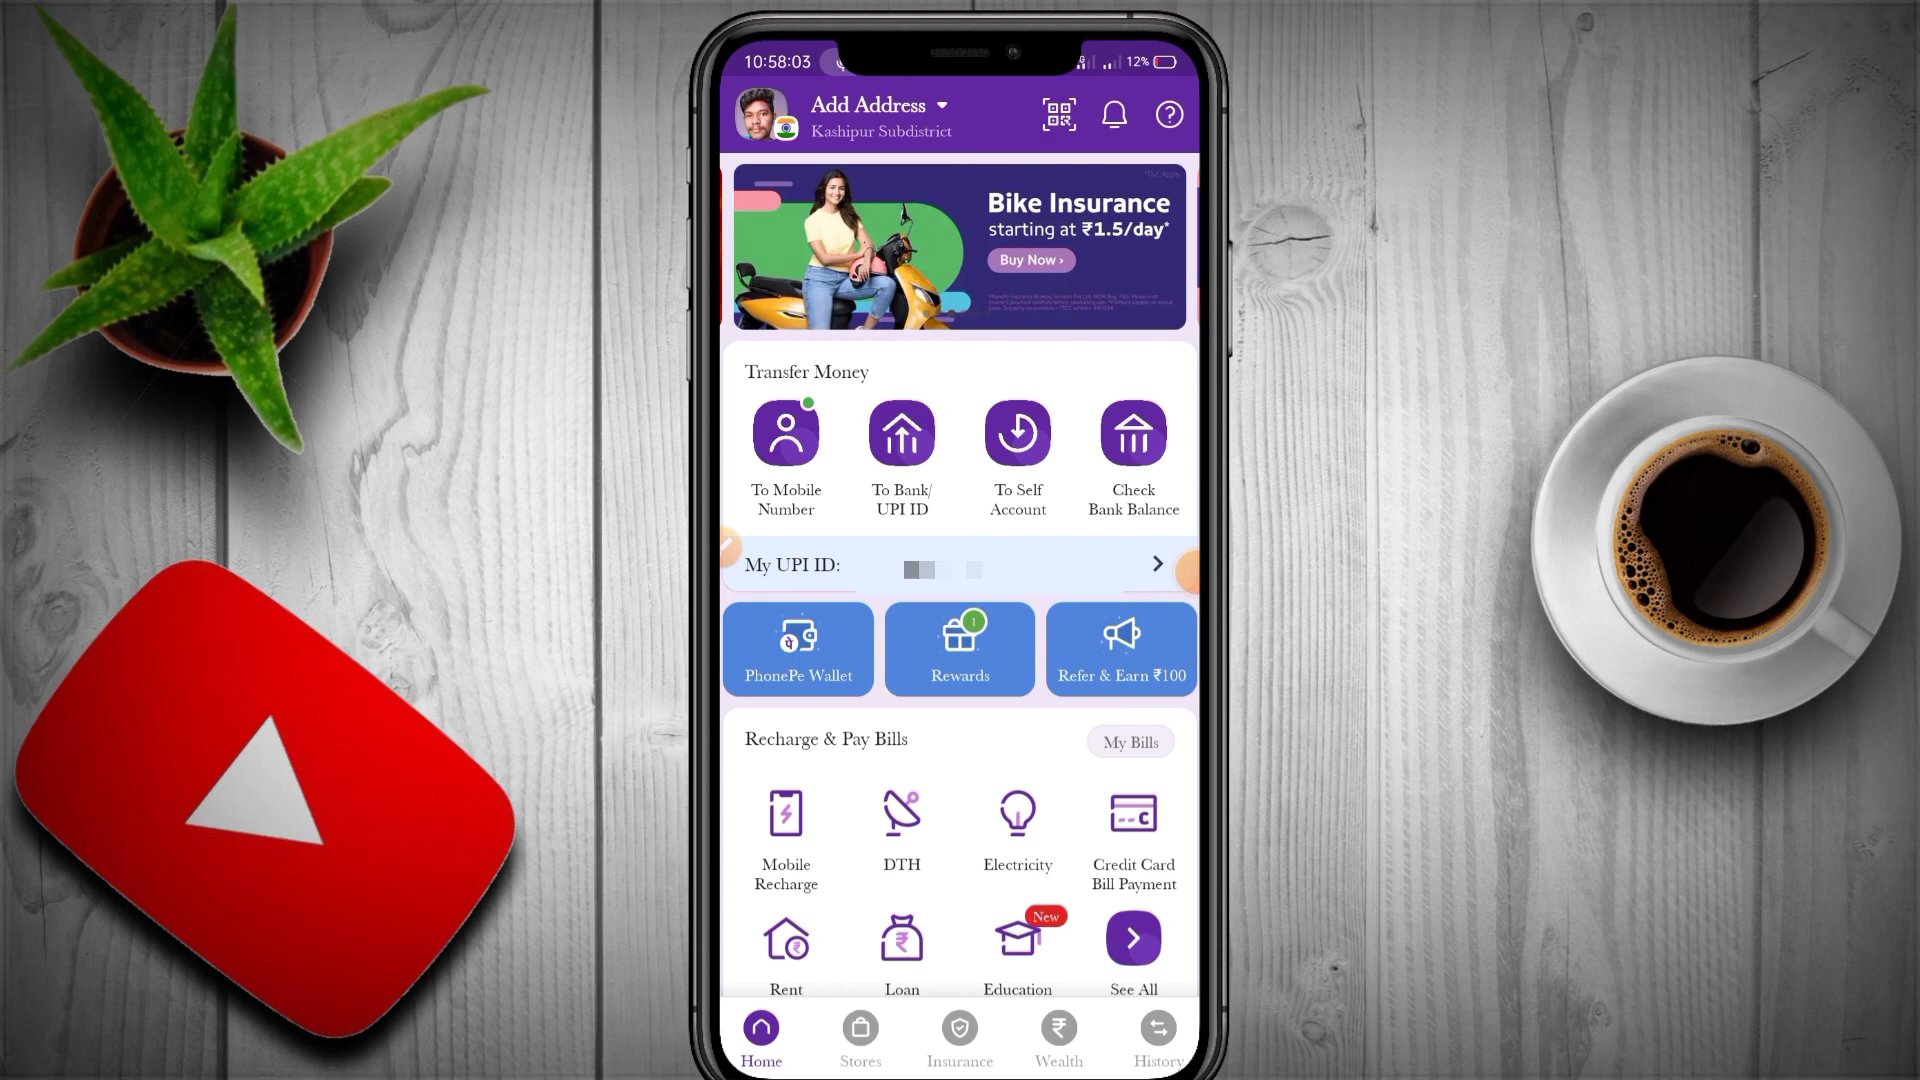 10:58:03
12%
Add Address
Kashipur Subdistrict
*T&C Apply
Bike Insurance
starting at ₹1.5/day*
Buy Now ›
Transfer Money
To Mobile
Number
To Bank/
UPI ID
To Self
Account
Check
Bank Balance
My UPI ID:
पे
1
PhonePe Wallet
Rewards
Refer & Earn ₹100
Recharge & Pay Bills
My Bills
Mobile
Recharge
DTH
Electricity
Credit Card
Bill Payment
New
Rent
Loan
Education
See All
Home
Stores
Insurance
Wealth
History